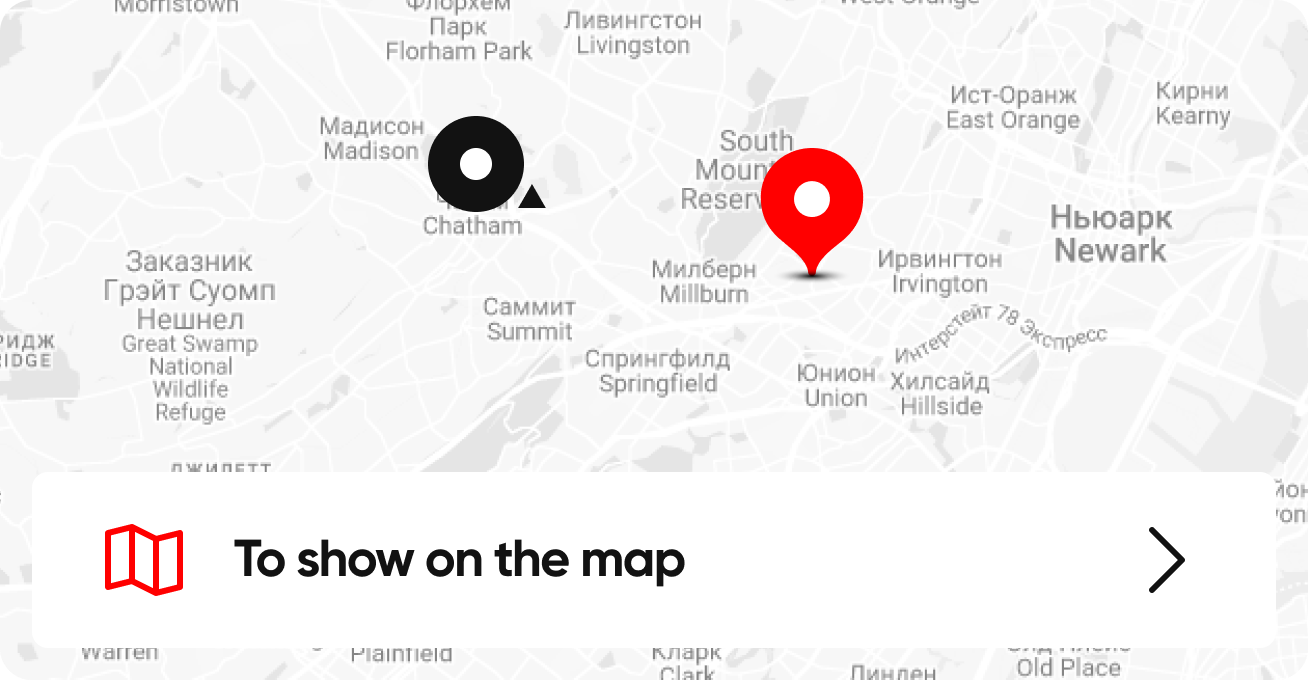 Morristown
Флорхем
Парк
Florham Park
Ливингстон
Livingston
West Orange
Ист-Оранж
East Orange
Кирни
Kearny
Мадисон
Madison
South
Reserv
Chatham
Ньюарк
Newark
Заказник
Грэйт Суомп
Нешнел
Great Swamp
National
Wildlife
Refuge
Милберн
Millburn
Ирвингтон
Irvington
Саммит
Summit
Интерстейт 78 Экспресс
РИДЖ
RIDGE
Спрингфилд
Springfield
Юнион
Union
Хилсайд
Hillside
ДЖИЛЕТТ
To show on the map
Warren
Plainfield
Кларк
Clark
Линден
Олд Плейс
Old Place